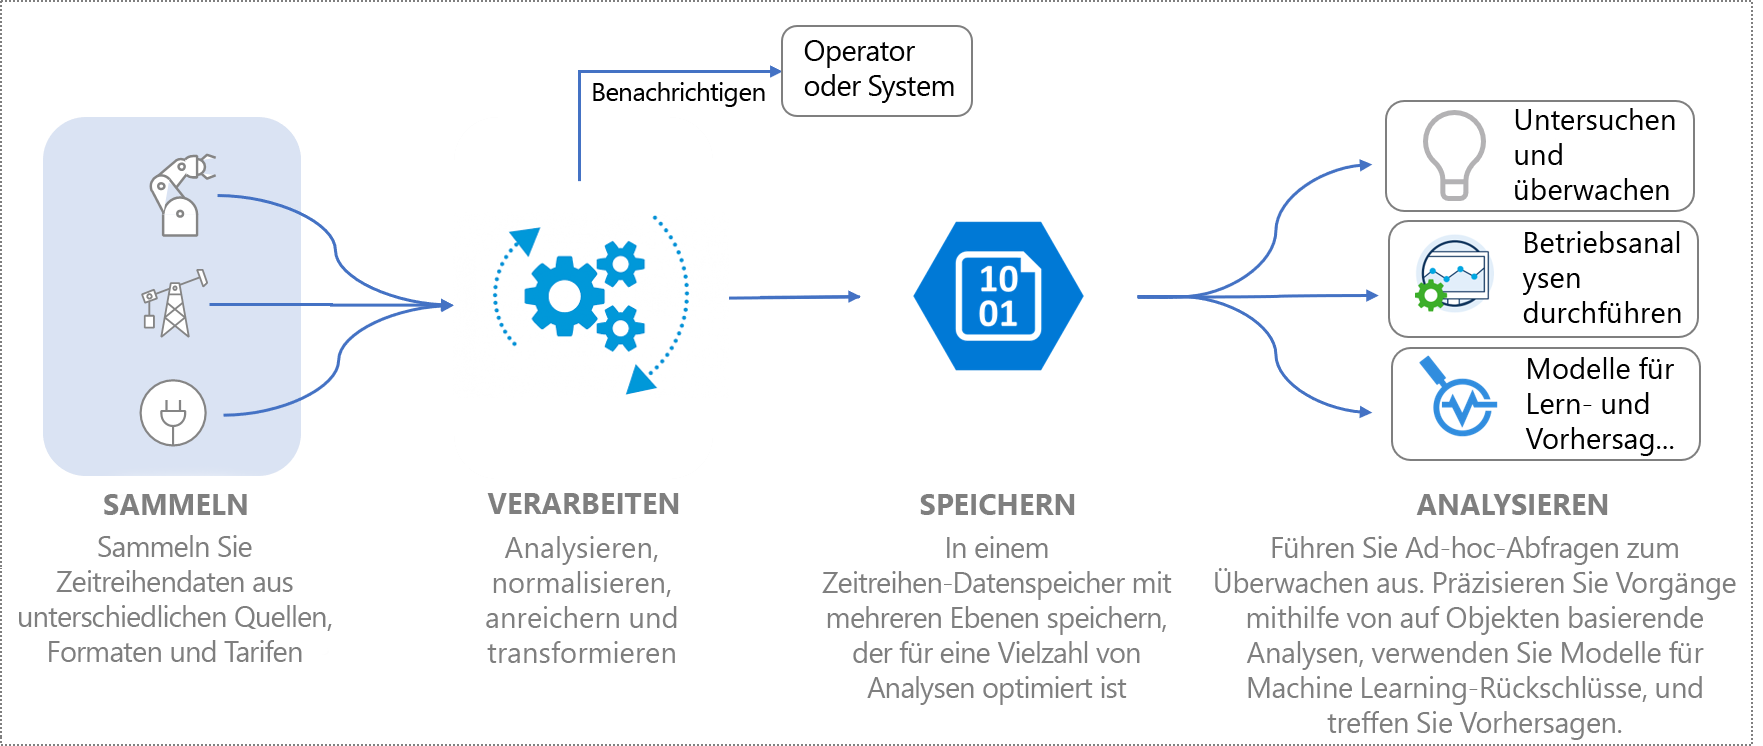 Operator
oder System
Benachrichtigen
Untersuchen
und
überwachen
10
01
Betriebsanal
ysen
durchführen
Modelle für
Lern- und
Vorhersag...
SAMMELN
Sammeln Sie
Zeitreihendaten aus
unterschiedlichen Quellen,
Formaten und Tarifen
VERARBEITEN
Analysieren,
normalisieren,
anreichern und
transformieren
SPEICHERN
In einem
Zeitreihen-Datenspeicher mit
mehreren Ebenen speichern,
der für eine Vielzahl von
Analysen optimiert ist
ANALYSIEREN
Führen Sie Ad-hoc-Abfragen zum
Überwachen aus. Präzisieren Sie Vorgänge
mithilfe von auf Objekten basierende
Analysen, verwenden Sie Modelle für
Machine Learning-Rückschlüsse, und
treffen Sie Vorhersagen.